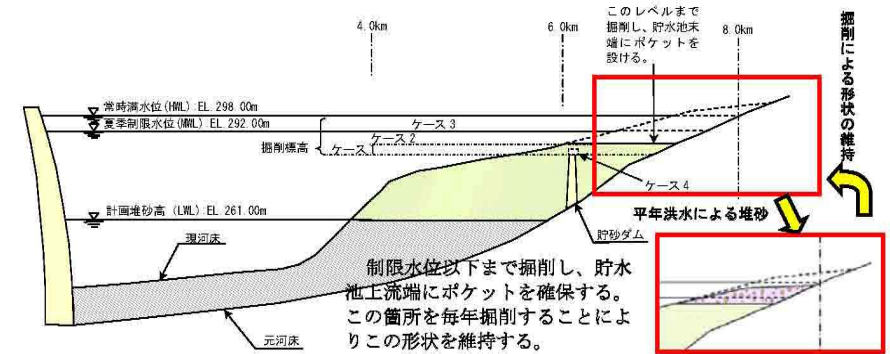 4.0km
6.0km
8.0km
このレベルまで
掘削し、貯水池末
端にポケットを
設ける。
掘削による形状の維持
常時満水位(HWL):EL.298.00m
夏季制限水位(MWL):EL.292.00m
ケース3
ケース2
掘削標高
ケース1
ケース4
計画堆砂高 (LWL):EL.261.00m
平年洪水による堆砂
貯砂ダム
現河床
制限水位以下まで掘削し、貯水
池上流端にポケットを確保する。
この箇所を毎年掘削することによ
りこの形状を維持する。
元河床